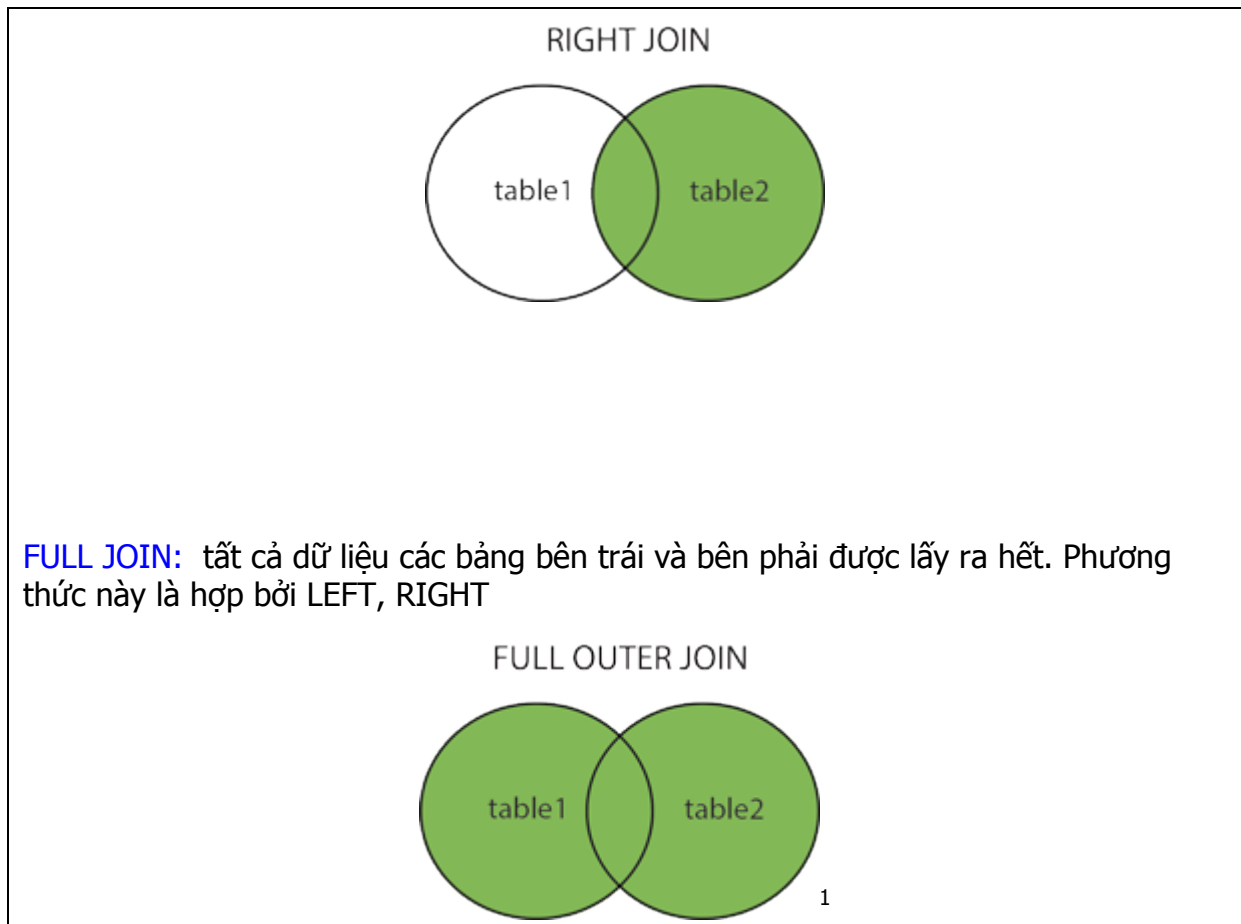 RIGHT JOIN
table1 table2
FULL JOIN: tất cả dữ liệu các bảng bên trái và bên phải được lấy ra hết. Phương
thức này là hợp bởi LEFT, RIGHT
FULL OUTER JOIN
table1 table2
1